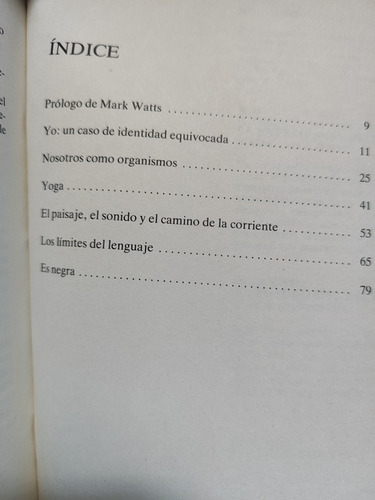 ÍNDICE
Prólogo de Mark Watts 9
Yo: un caso de identidad equivocada 11
Nosotros como organismos 25
Yoga 41
El paisaje, el sonido y el camino de la corriente 53
Los límites del lenguaje 65
Es negra 79